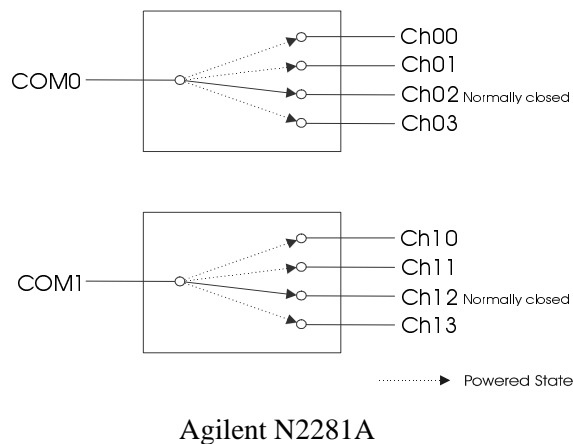 Ch00
Ch01
COM0
Ch02 Normally closed
Ch03
Ch10
Ch11
COM1
Ch12 Normally closed
Ch13
Powered State
Agilent N2281A